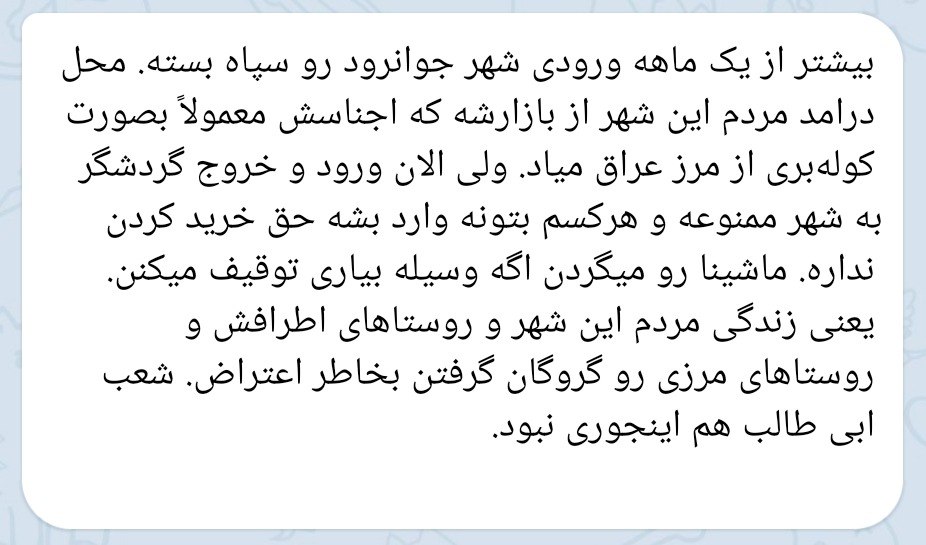 بیشتر از یک ماهه ورودی شهر جوانرود رو سپاه بسته. محل
درامد مردم این شهر از بازارشه که اجناسش معمولاً بصورت
کوله‌بری از مرز عراق میاد. ولی الان ورود و خروج گردشگر
به شهر ممنوعه و هرکسم بتونه وارد بشه حق خرید کردن
نداره. ماشینا رو میگردن اگه وسیله بیاری توقیف میکنن.
یعنی زندگی مردم این شهر و روستاهای اطرافش و
روستاهای مرزی رو گروگان گرفتن بخاطر اعتراض. شعب
ابی طالب هم اینجوری نبود.